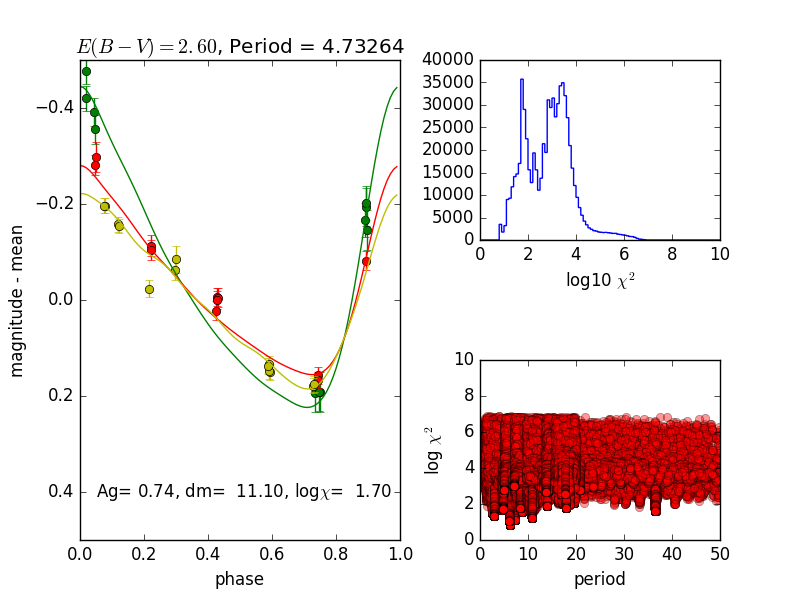 E(B − V) = 2.60, Period = 4.73264
−0.4
−0.2
0.0
0.2
0.4
magnitude - mean
Ag= 0.74, dm= 11.10, logχ= 1.70
0.0 0.2 0.4 0.6 0.8 1.0
phase
40000
35000
30000
25000
20000
15000
10000
5000
0
0 2 4 6 8 10
log10 χ²
10
8
6
4
2
0
log χ²
0 10 20 30 40 50
period